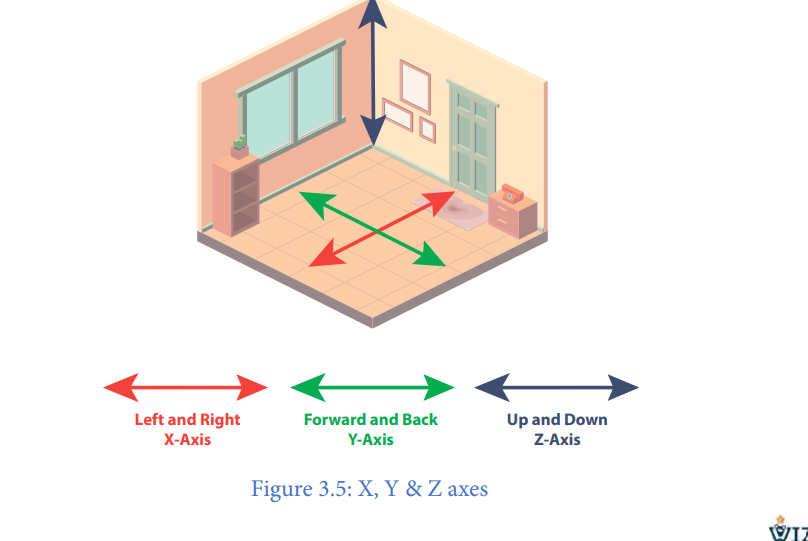 Left and Right
X-Axis
Forward and Back
Y-Axis
Up and Down
Z-Axis
Figure 3.5: X, Y & Z axes